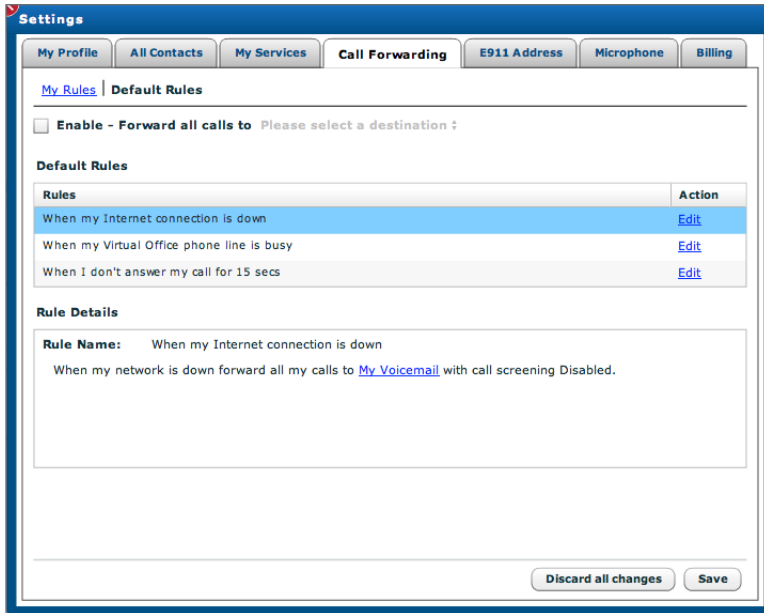 Settings
My Profile All Contacts My Services Call Forwarding E911 Address Microphone Billing
My Rules | Default Rules
Enable - Forward all calls to Please select a destination
Default Rules
Rules Action
When my Internet connection is down Edit
When my Virtual Office phone line is busy Edit
When I don't answer my call for 15 secs Edit
Rule Details
Rule Name: When my Internet connection is down
When my network is down forward all my calls to My Voicemail with call screening Disabled.
Discard all changes Save